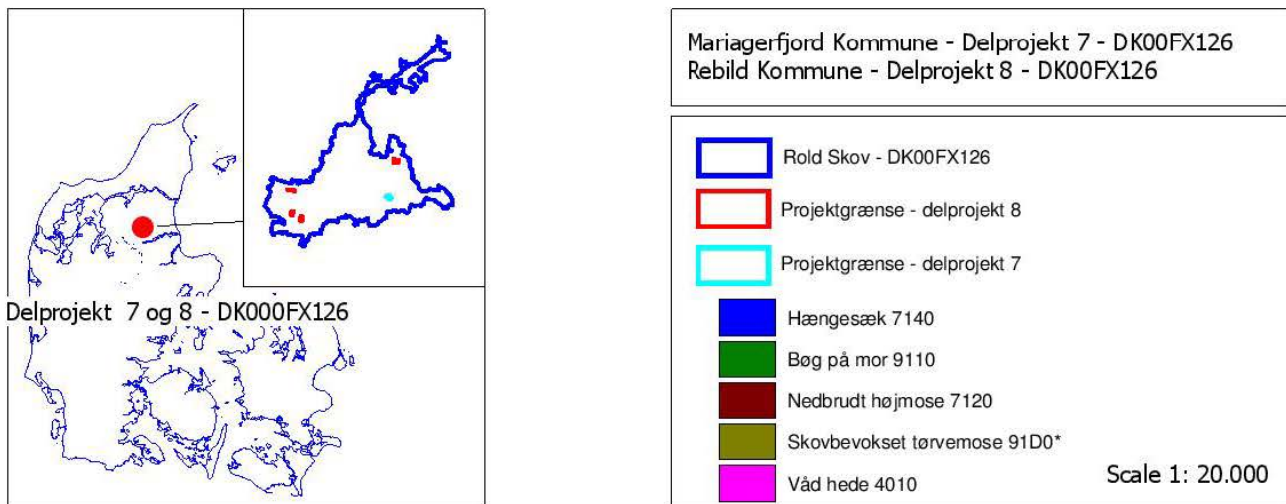 Delprojekt 7 og 8 - DK000FX126
Mariagerfjord Kommune - Delprojekt 7 - DK00FX126
Rebild Kommune - Delprojekt 8 - DK00FX126
Rold Skov - DK00FX126
Projektgrænse - delprojekt 8
Projektgrænse - delprojekt 7
Hængesæk 7140
Bøg på mor 9110
Nedbrudt højmose 7120
Skovbevokset tørvemose 91D0*
Våd hede 4010
Scale 1: 20.000